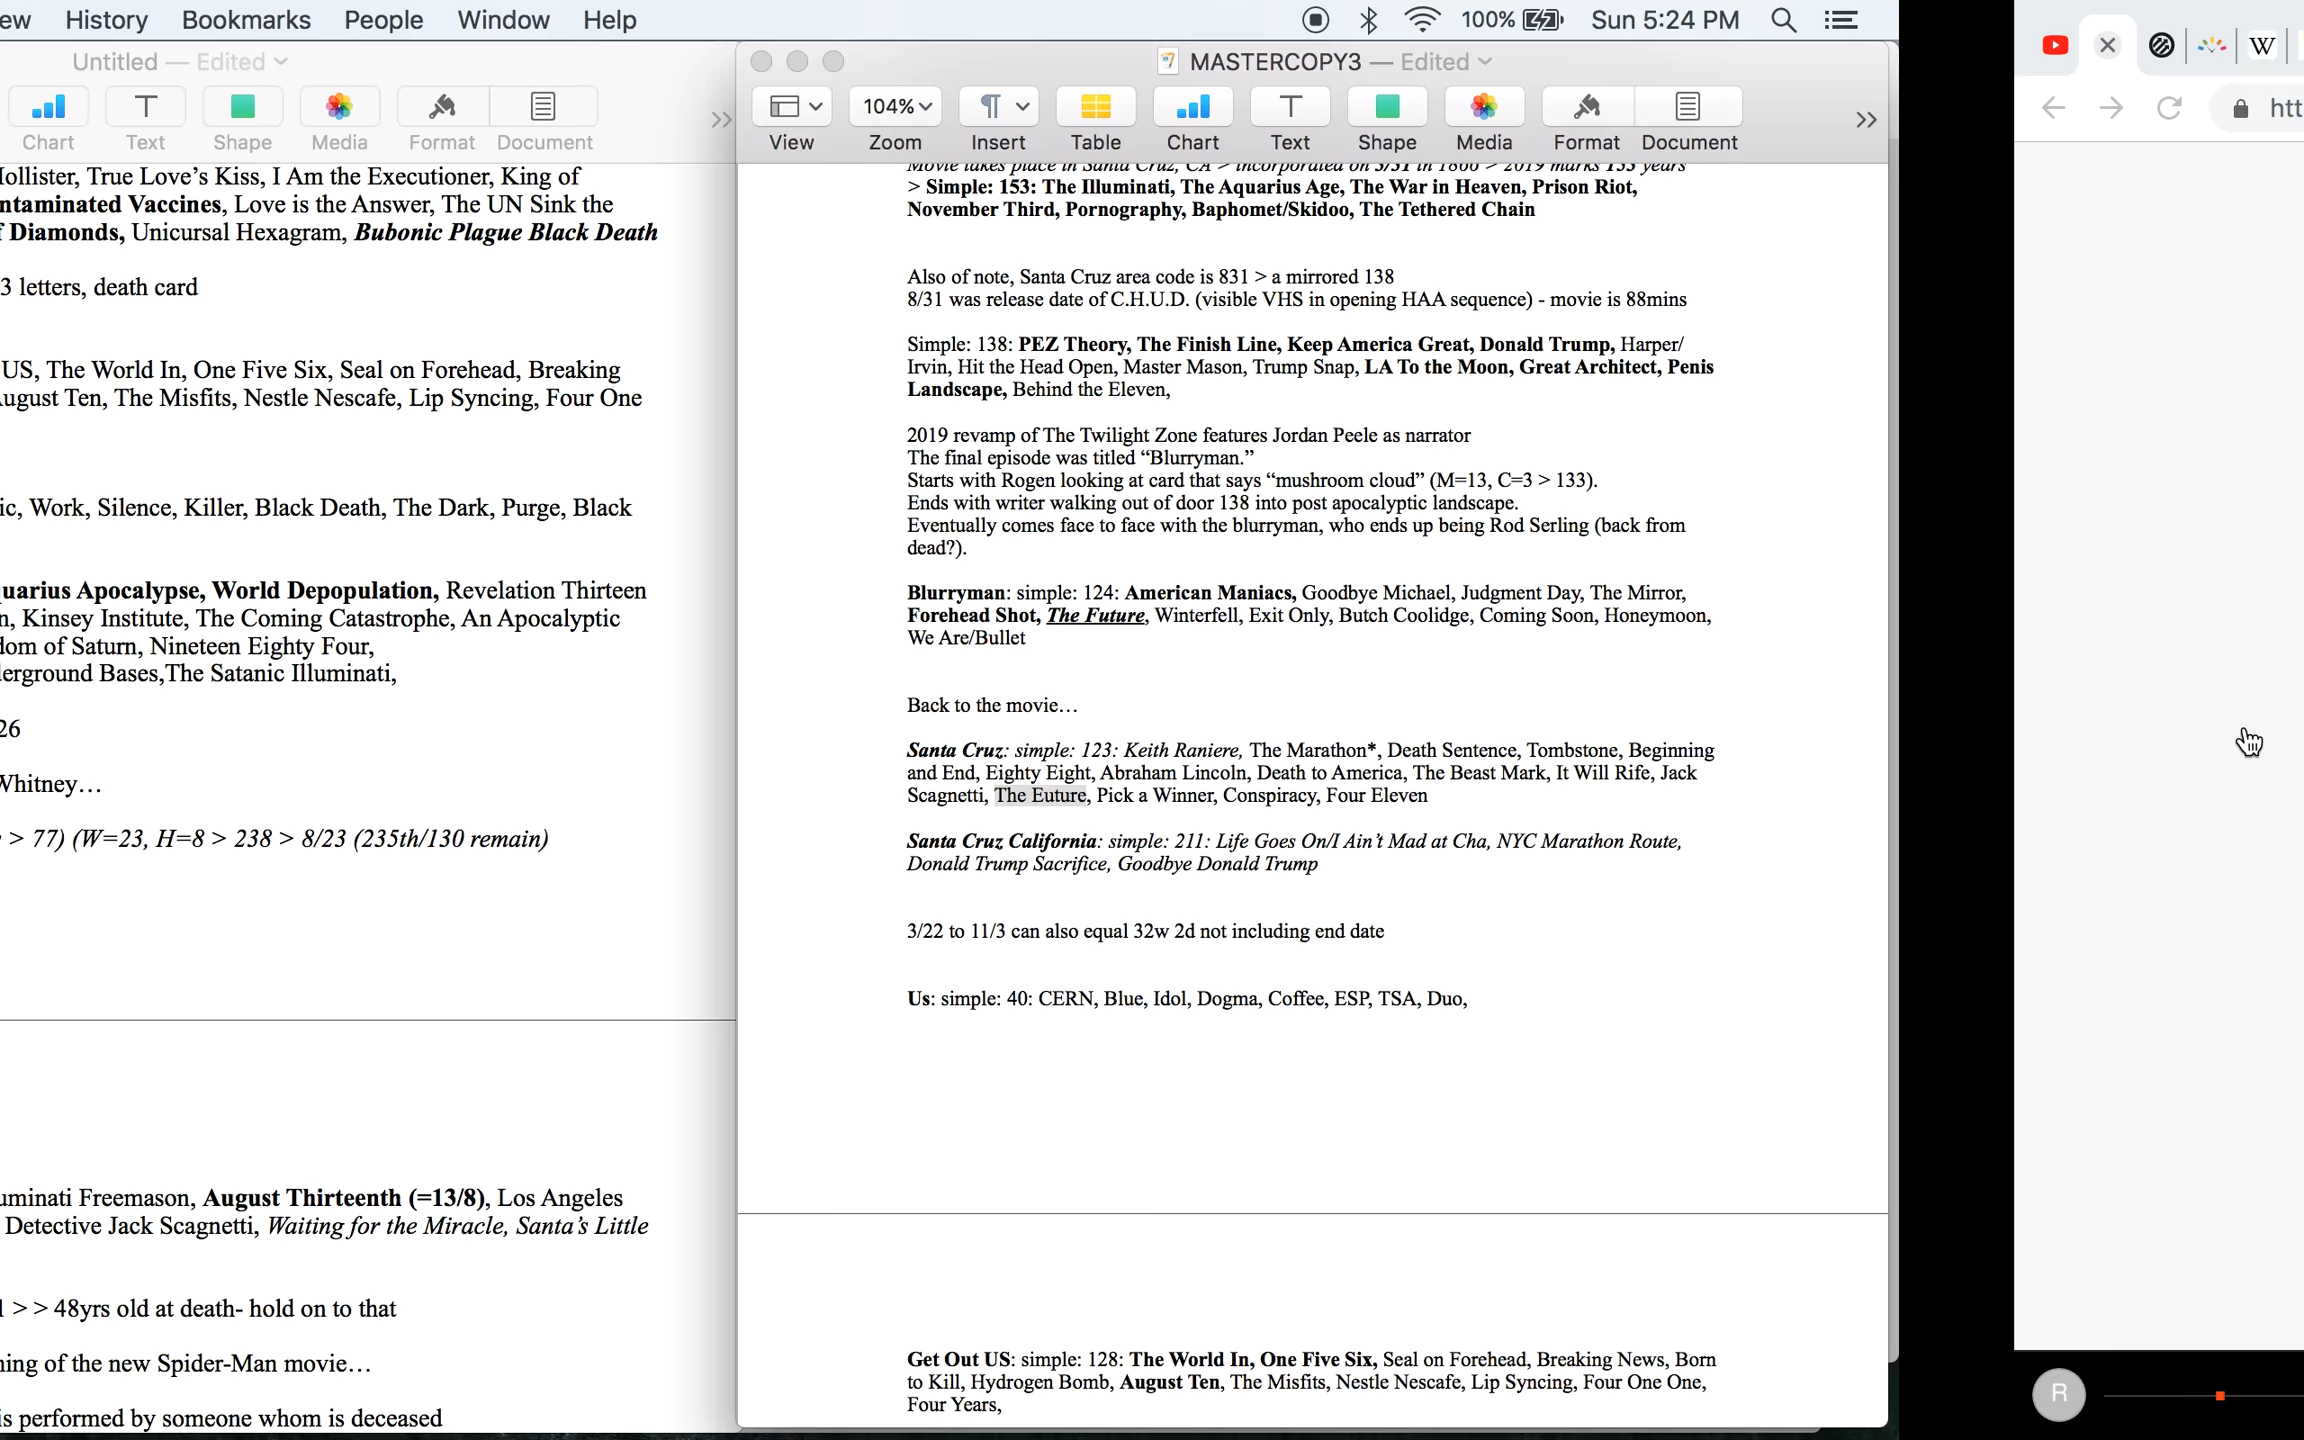 ew History Bookmarks People Window Help 100% Sun 5:24 PM
Untitled — Edited
Chart Text Shape Media Format Document
ollister, True Love's Kiss, I Am the Executioner, King of
ntaminated Vaccines, Love is the Answer, The UN Sink the
f Diamonds, Unicursal Hexagram, Bubonic Plague Black Death
3 letters, death card
US, The World In, One Five Six, Seal on Forehead, Breaking
ugust Ten, The Misfits, Nestle Nescafe, Lip Syncing, Four One
ic, Work, Silence, Killer, Black Death, The Dark, Purge, Black
uarius Apocalypse, World Depopulation, Revelation Thirteen
n, Kinsey Institute, The Coming Catastrophe, An Apocalyptic
dom of Saturn, Nineteen Eighty Four,
erground Bases,The Satanic Illuminati,
26
Whitney…
> 77) (W=23, H=8 > 238 > 8/23 (235th/130 remain)
uminati Freemason, August Thirteenth (=13/8), Los Angeles
Detective Jack Scagnetti, Waiting for the Miracle, Santa's Little
1 > > 48yrs old at death- hold on to that
ning of the new Spider-Man movie…
is performed by someone whom is deceased
MASTERCOPY3 — Edited
104%
View Zoom Insert Table Chart Text Shape Media Format Document
Movie takes place in Santa Cruz, CA > incorporated on 3/31 in 1866 > 2019 marks 153 years
> Simple: 153: The Illuminati, The Aquarius Age, The War in Heaven, Prison Riot,
November Third, Pornography, Baphomet/Skidoo, The Tethered Chain
Also of note, Santa Cruz area code is 831 > a mirrored 138
8/31 was release date of C.H.U.D. (visible VHS in opening HAA sequence) - movie is 88mins
Simple: 138: PEZ Theory, The Finish Line, Keep America Great, Donald Trump, Harper/
Irvin, Hit the Head Open, Master Mason, Trump Snap, LA To the Moon, Great Architect, Penis
Landscape, Behind the Eleven,
2019 revamp of The Twilight Zone features Jordan Peele as narrator
The final episode was titled “Blurryman.”
Starts with Rogen looking at card that says “mushroom cloud” (M=13, C=3 > 133).
Ends with writer walking out of door 138 into post apocalyptic landscape.
Eventually comes face to face with the blurryman, who ends up being Rod Serling (back from
dead?).
Blurryman: simple: 124: American Maniacs, Goodbye Michael, Judgment Day, The Mirror,
Forehead Shot, The Future, Winterfell, Exit Only, Butch Coolidge, Coming Soon, Honeymoon,
We Are/Bullet
Back to the movie…
Santa Cruz: simple: 123: Keith Raniere, The Marathon*, Death Sentence, Tombstone, Beginning
and End, Eighty Eight, Abraham Lincoln, Death to America, The Beast Mark, It Will Rife, Jack
Scagnetti, The Euture, Pick a Winner, Conspiracy, Four Eleven
Santa Cruz California: simple: 211: Life Goes On/I Ain't Mad at Cha, NYC Marathon Route,
Donald Trump Sacrifice, Goodbye Donald Trump
3/22 to 11/3 can also equal 32w 2d not including end date
Us: simple: 40: CERN, Blue, Idol, Dogma, Coffee, ESP, TSA, Duo,
Get Out US: simple: 128: The World In, One Five Six, Seal on Forehead, Breaking News, Born
to Kill, Hydrogen Bomb, August Ten, The Misfits, Nestle Nescafe, Lip Syncing, Four One One,
Four Years,
W
htt
R